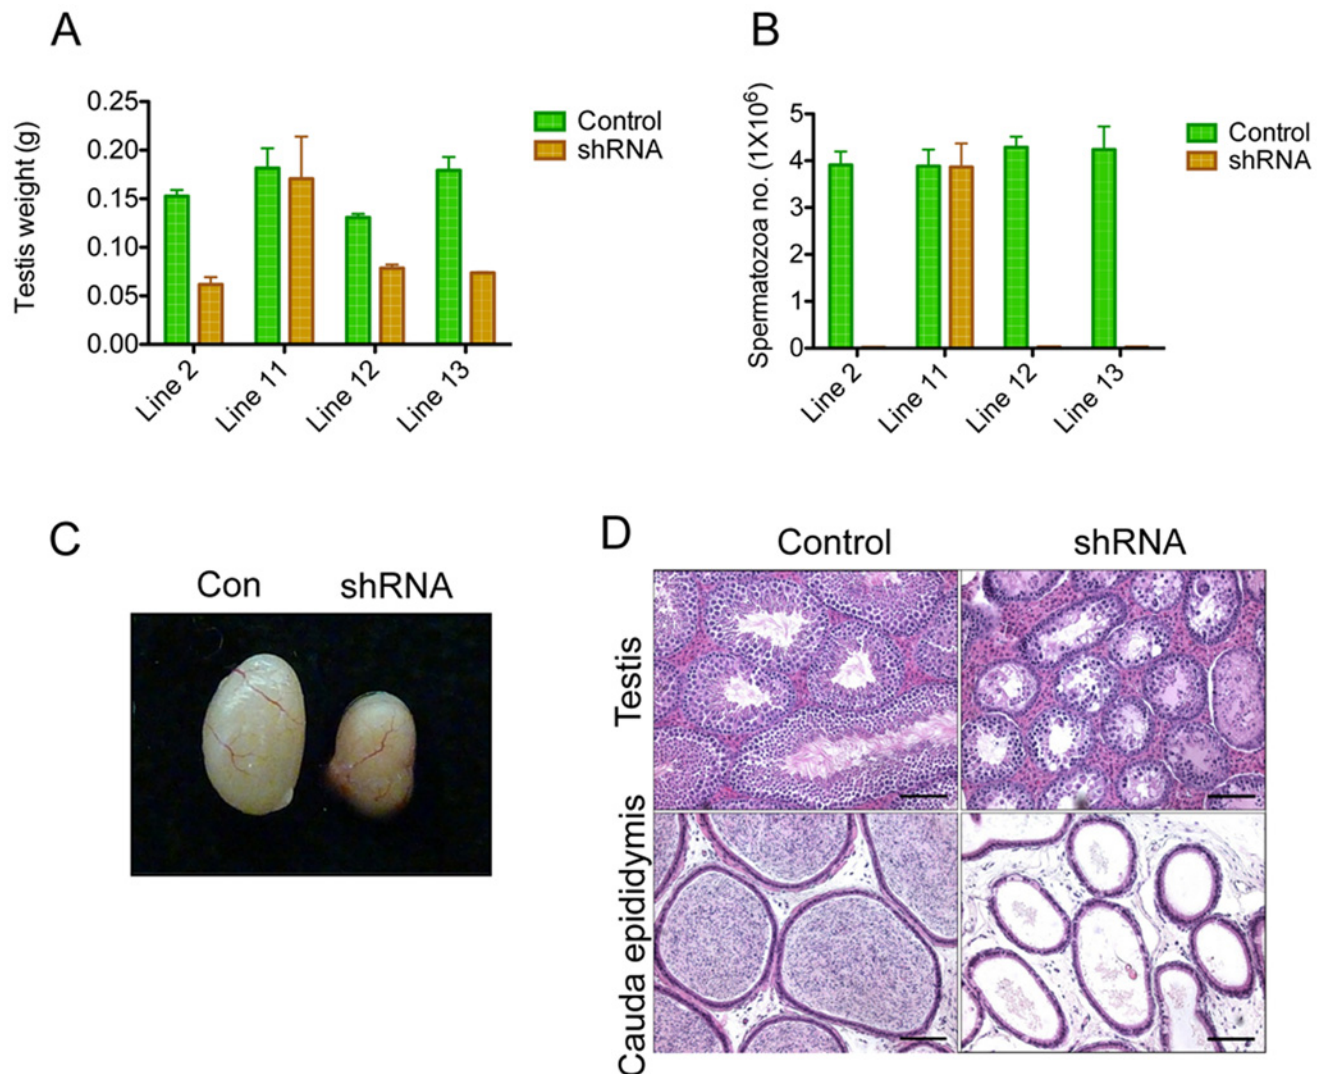 A
Testis weight (g)
0.25
0.20
0.15
0.10
0.05
0.00
Line 2
Line 11
Line 12
Line 13
Control
shRNA
B
Spermatozoa no. (1X10⁶)
5
4
3
2
1
0
Line 2
Line 11
Line 12
Line 13
Control
shRNA
C
Con shRNA
D
Control shRNA
Testis
Cauda epididymis